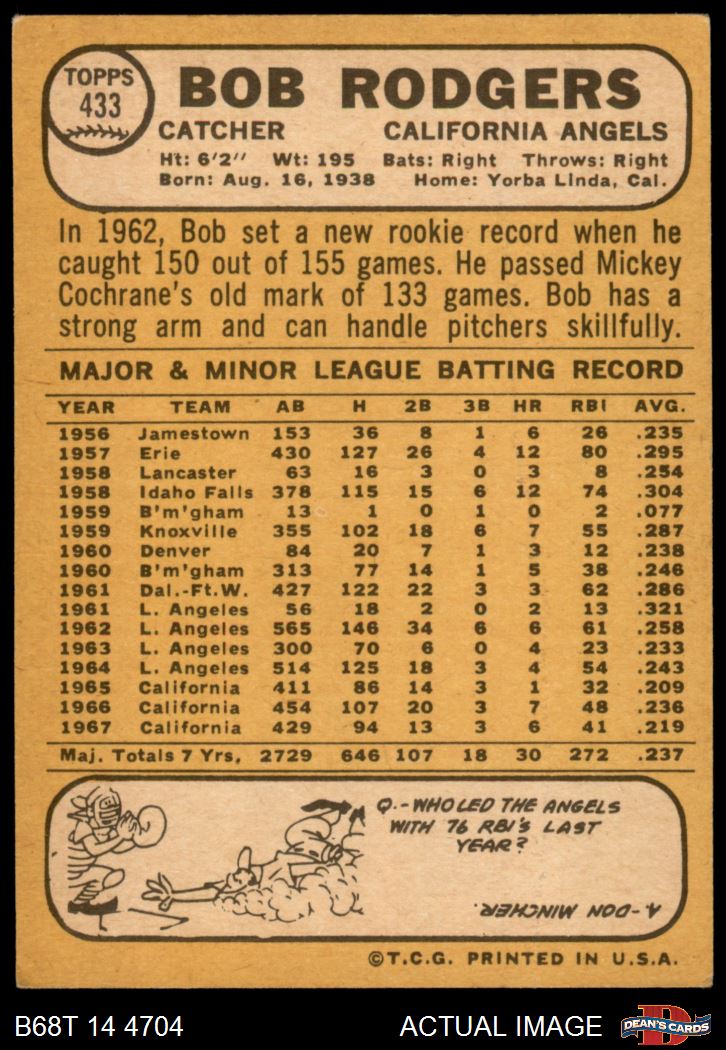 TOPPS
433
BOB RODGERS
CATCHER CALIFORNIA ANGELS
Ht: 6'2" Wt: 195 Bats: Right Throws: Right
Born: Aug. 16, 1938 Home: Yorba Linda, Cal.
In 1962, Bob set a new rookie record when he
caught 150 out of 155 games. He passed Mickey
Cochrane's old mark of 133 games. Bob has a
strong arm and can handle pitchers skillfully.
MAJOR & MINOR LEAGUE BATTING RECORD
YEAR TEAM AB H 2B 3B HR RBI AVG.
1956 Jamestown 153 36 8 1 6 26 .235
1957 Erie 430 127 26 4 12 80 .295
1958 Lancaster 63 16 3 0 3 8 .254
1958 Idaho Falls 378 115 15 6 12 74 .304
1959 B'm'gham 13 1 0 1 0 2 .077
1959 Knoxville 355 102 18 6 7 55 .287
1960 Denver 84 20 7 1 3 12 .238
1960 B'm'gham 313 77 14 1 5 38 .246
1961 Dal.-Ft.W. 427 122 22 3 3 62 .286
1961 L. Angeles 56 18 2 0 2 13 .321
1962 L. Angeles 565 146 34 6 6 61 .258
1963 L. Angeles 300 70 6 0 4 23 .233
1964 L. Angeles 514 125 18 3 4 54 .243
1965 California 411 86 14 3 1 32 .209
1966 California 454 107 20 3 7 48 .236
1967 California 429 94 13 3 6 41 .219
Maj. Totals 7 Yrs. 2729 646 107 18 30 272 .237
Q.-WHO LED THE ANGELS
WITH 76 RBI'S LAST
YEAR?
A-DON MINCHER.
©T.C.G. PRINTED IN U.S.A.
B68T 14 4704 ACTUAL IMAGE
D
DEAN'S CARDS